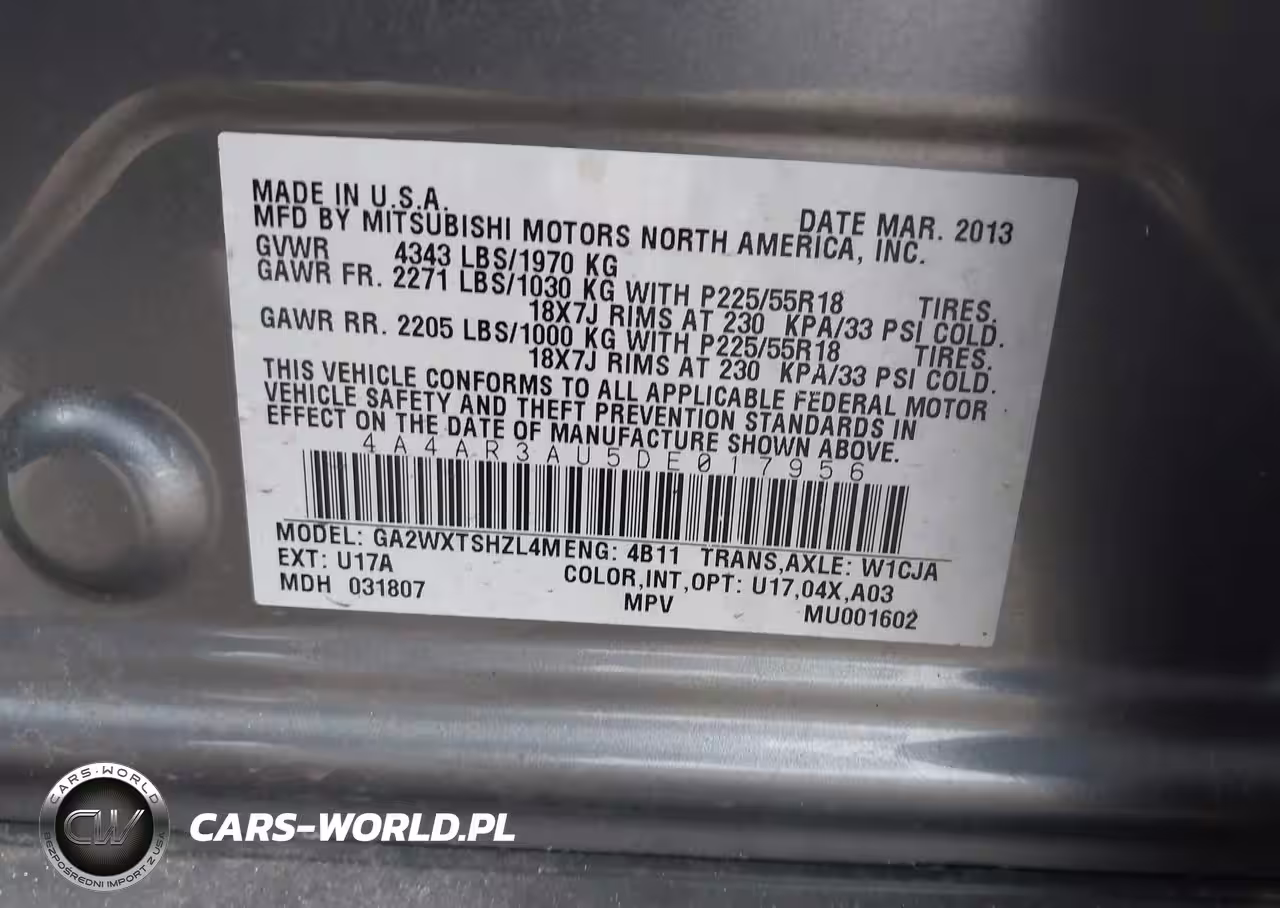 MADE IN U.S.A. DATE MAR. 2013
MFD BY MITSUBISHI MOTORS NORTH AMERICA, INC.
GVWR 4343 LBS/1970 KG
GAWR FR. 2271 LBS/1030 KG WITH P225/55R18 TIRES.
18X7J RIMS AT 230 KPA/33 PSI COLD.
GAWR RR. 2205 LBS/1000 KG WITH P225/55R18 TIRES.
18X7J RIMS AT 230 KPA/33 PSI COLD.
THIS VEHICLE CONFORMS TO ALL APPLICABLE FEDERAL MOTOR
VEHICLE SAFETY AND THEFT PREVENTION STANDARDS IN
EFFECT ON THE DATE OF MANUFACTURE SHOWN ABOVE.
4A4AR3AU5DE017956
MODEL: GA2WXTSHZL4M ENG: 4B11 TRANS,AXLE: W1CJA
EXT: U17A COLOR,INT,OPT: U17,04X,A03
MDH 031807 MPV MU001602
CARS-WORLD
CW
BEZPOŚREDNI IMPORT Z USA
CARS-WORLD.PL